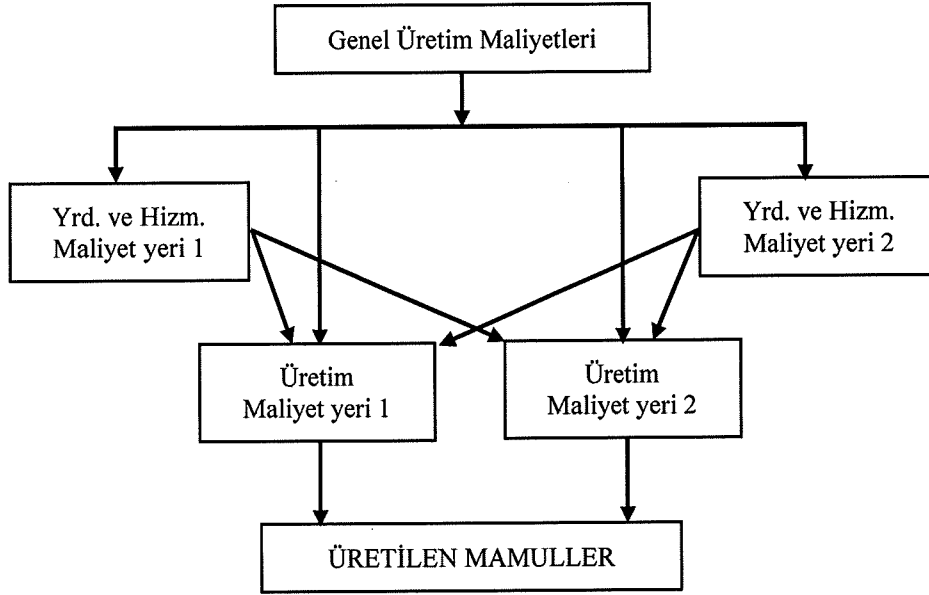 Genel Üretim Maliyetleri
Yrd. ve Hizm.
Maliyet yeri 1
Yrd. ve Hizm.
Maliyet yeri 2
Üretim
Maliyet yeri 1
Üretim
Maliyet yeri 2
ÜRETİLEN MAMULLER